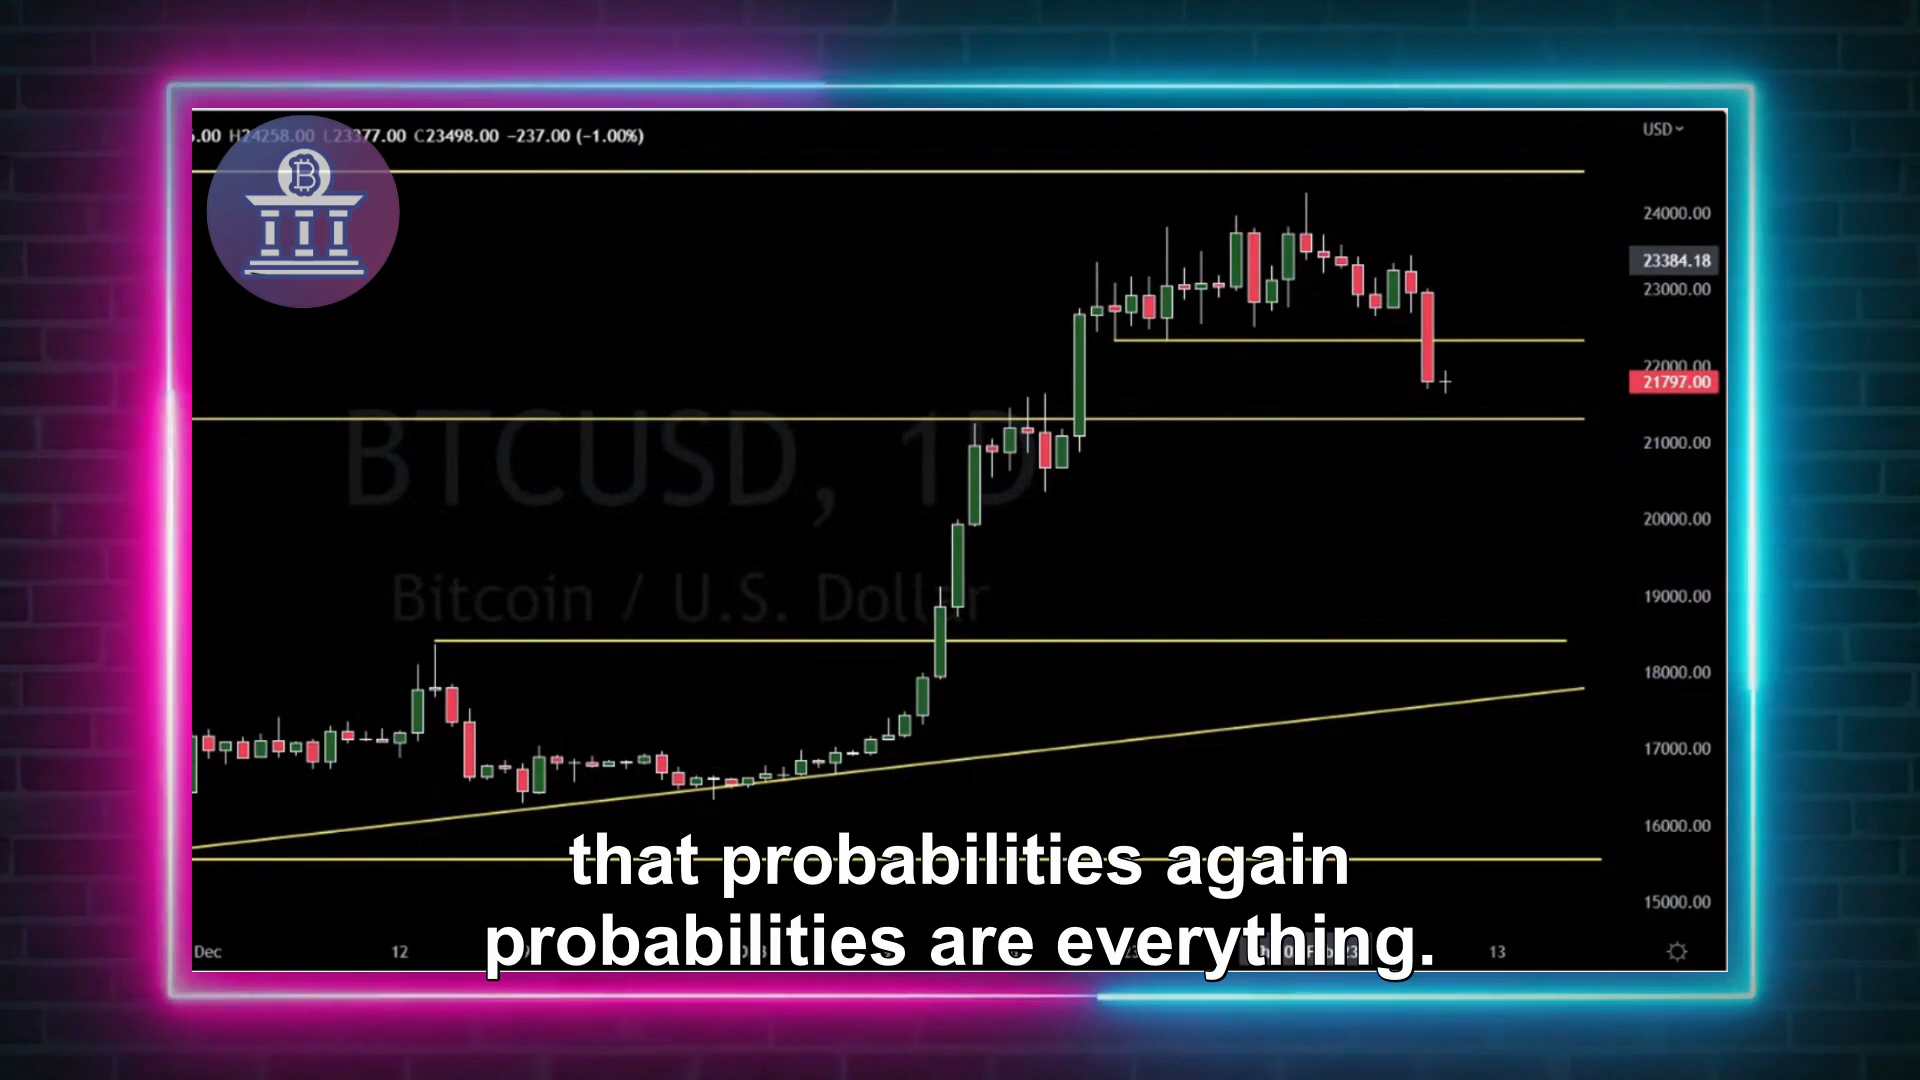 5.00 H24258.00 L23377.00 C23498.00 −237.00 (−1.00%)
USD
24000.00
23384.18
23000.00
22000.00
21797.00
21000.00
BTCUSD, 1D
20000.00
Bitcoin / U.S. Dollar
19000.00
18000.00
17000.00
16000.00
that probabilities again
15000.00
probabilities are everything.
Dec
12
13